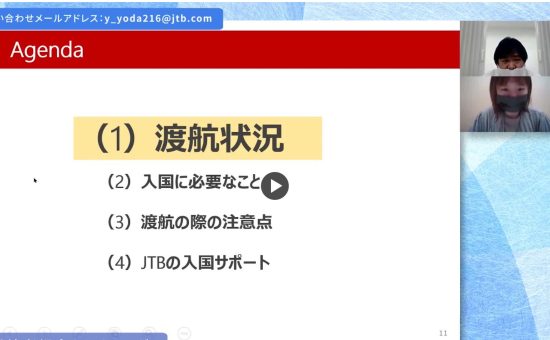 い合わせメールアドレス：y_yoda216@jtb.com
Agenda
（1）渡航状況
（2）入国に必要なこと
（3）渡航の際の注意点
（4）JTBの入国サポート
11